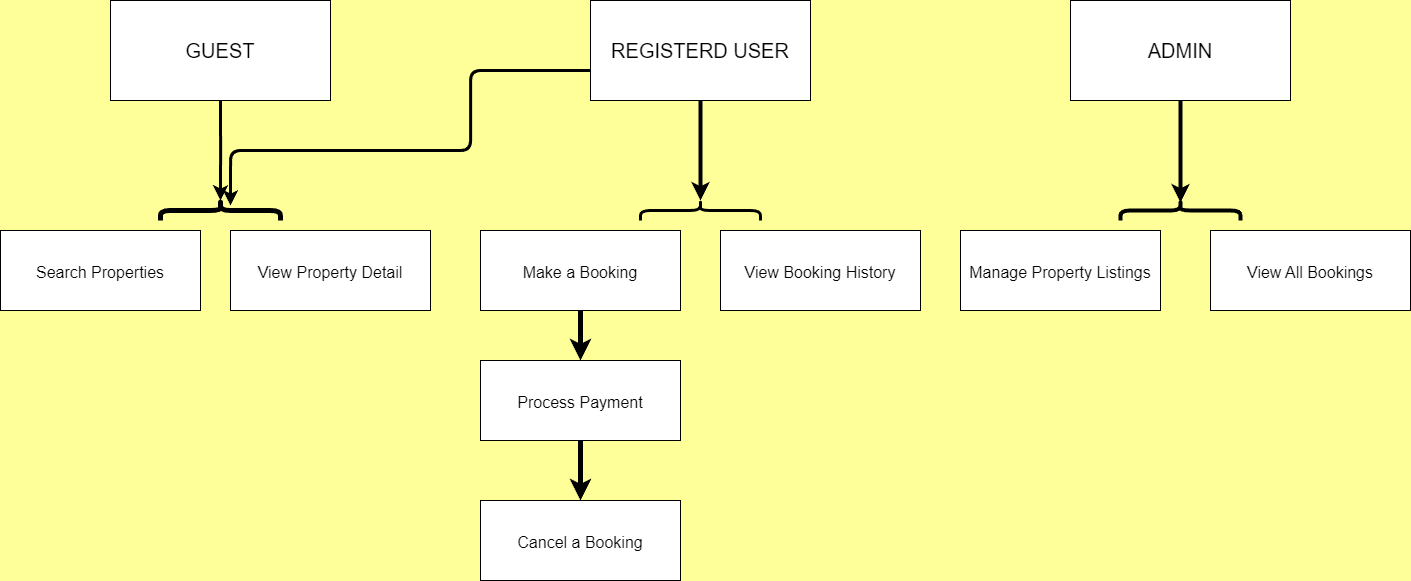 GUEST
REGISTERD USER
ADMIN
Search Properties
View Property Detail
Make a Booking
View Booking History
Manage Property Listings
View All Bookings
Process Payment
Cancel a Booking